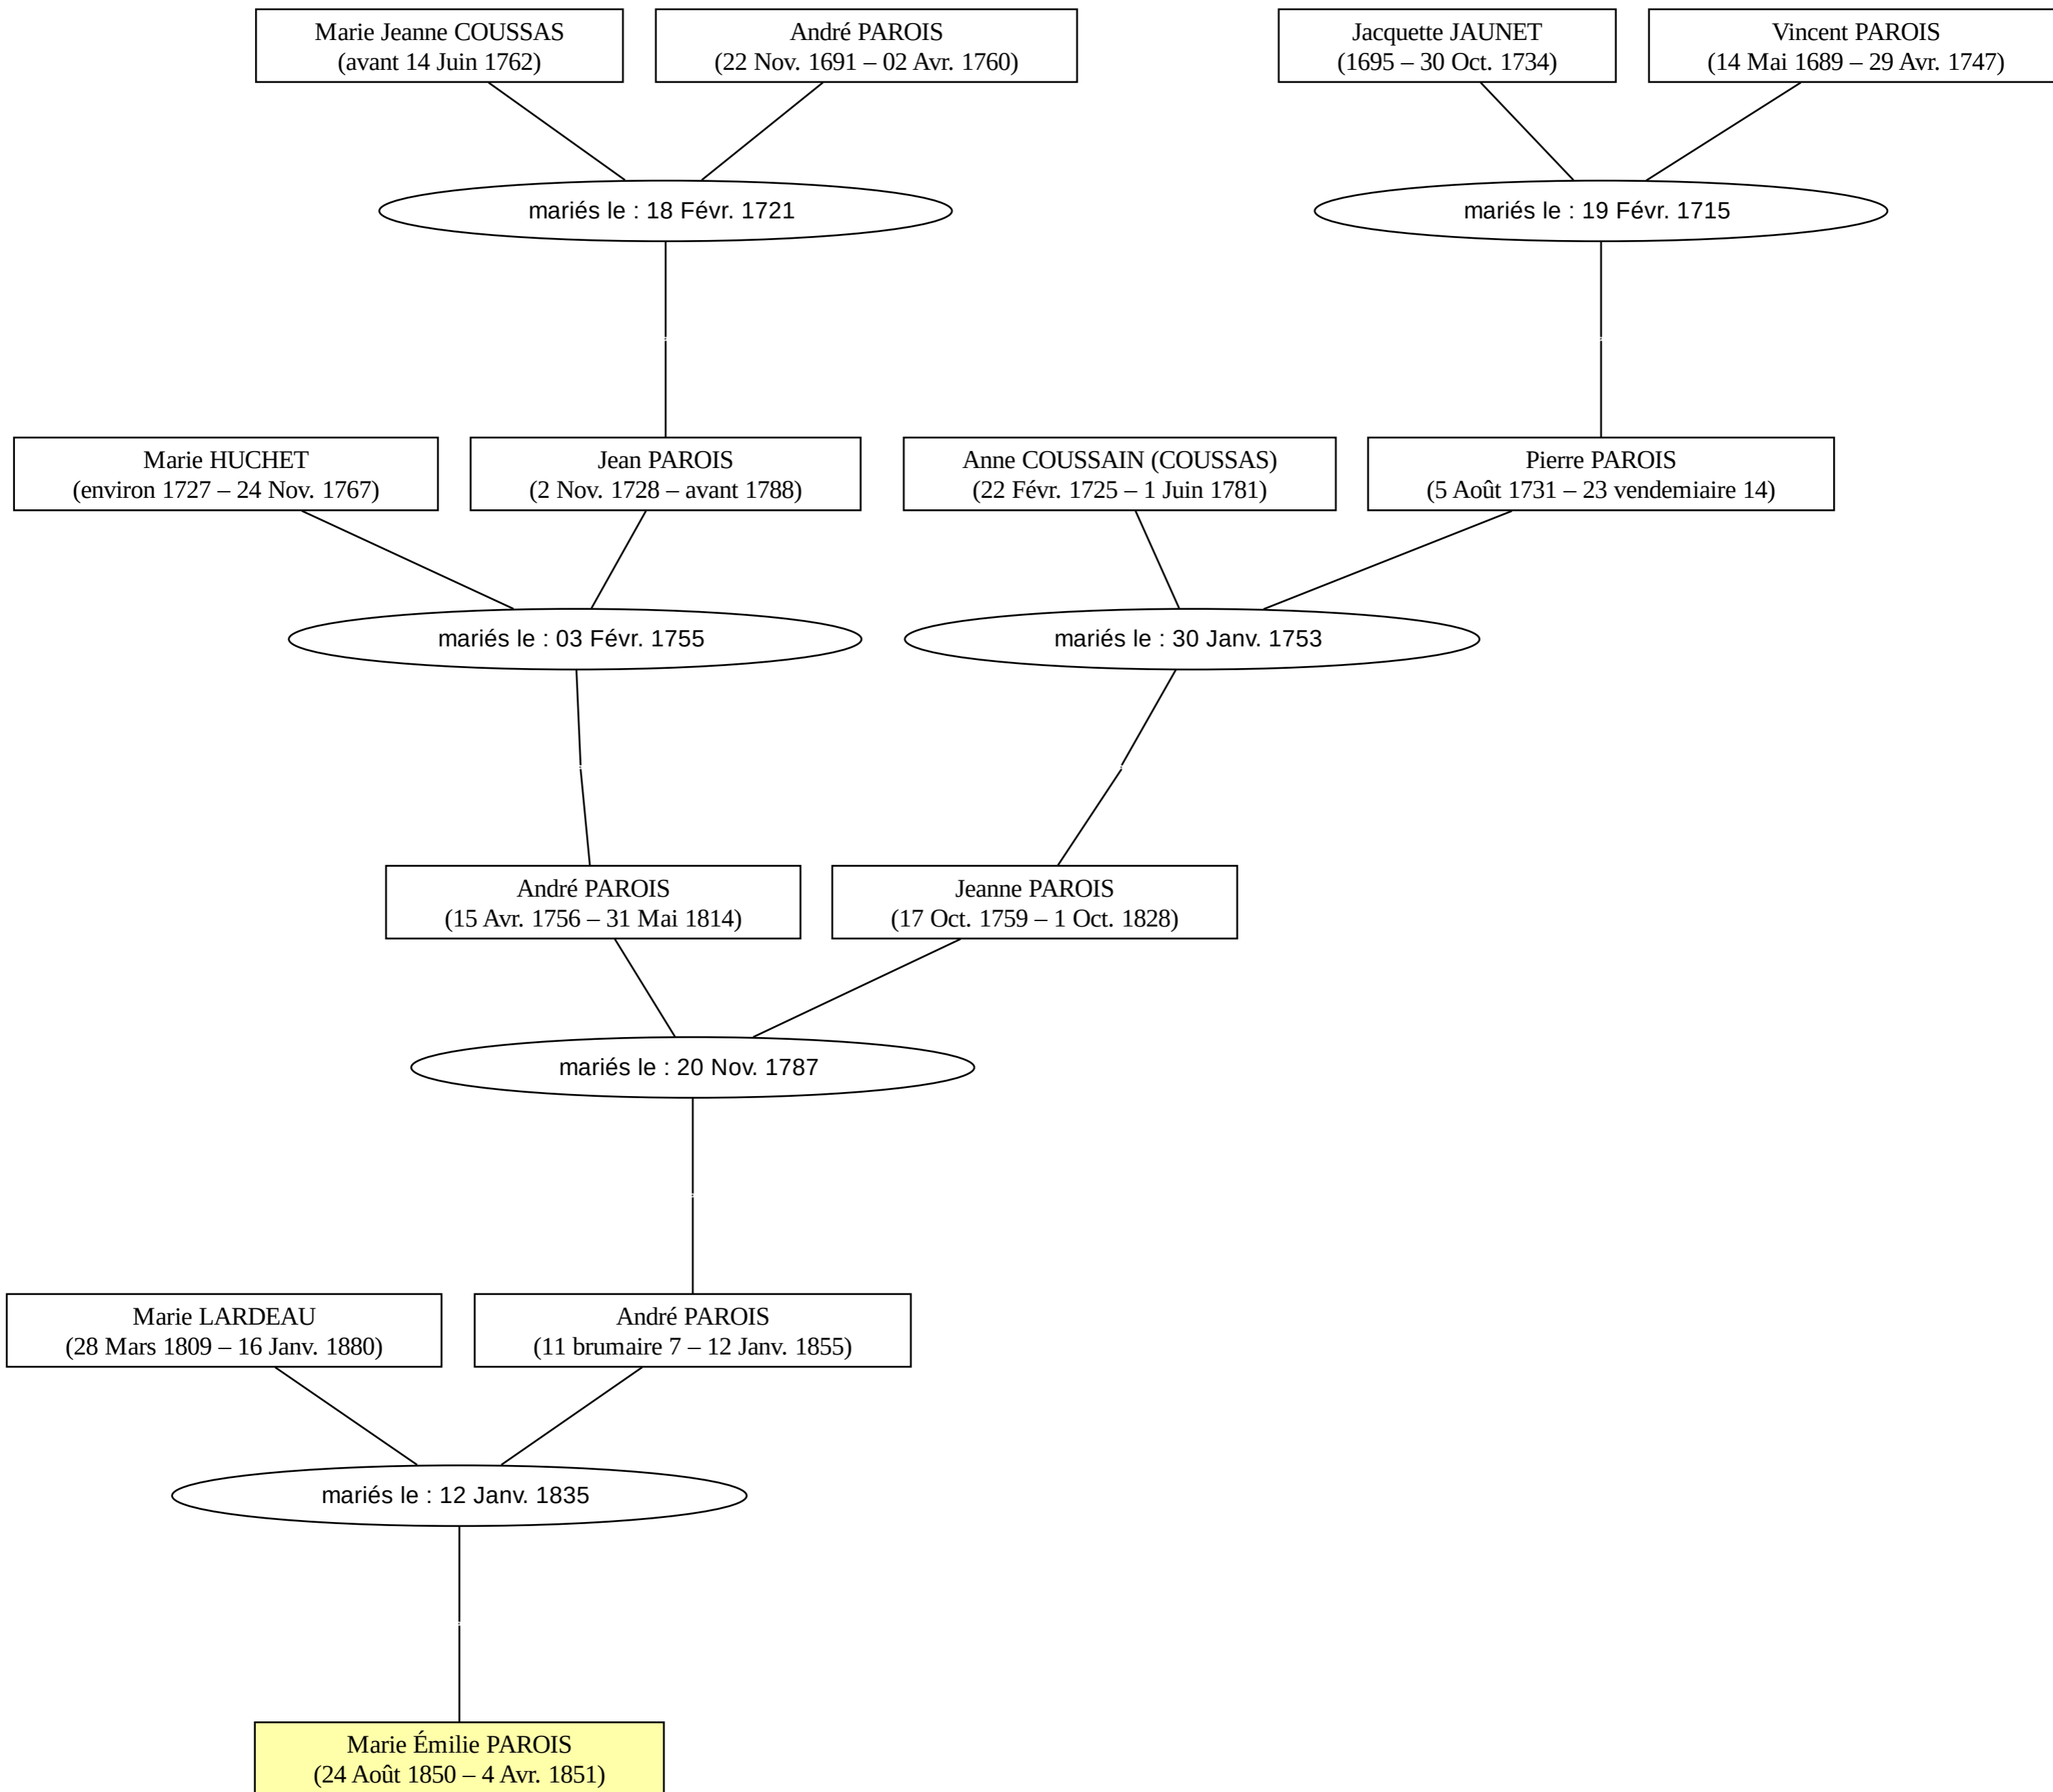 Marie Jeanne COUSSAS
(avant 14 Juin 1762)
André PAROIS
(22 Nov. 1691 – 02 Avr. 1760)
Jacquette JAUNET
(1695 – 30 Oct. 1734)
Vincent PAROIS
(14 Mai 1689 – 29 Avr. 1747)
mariés le : 18 Févr. 1721
mariés le : 19 Févr. 1715
Marie HUCHET
(environ 1727 – 24 Nov. 1767)
Jean PAROIS
(2 Nov. 1728 – avant 1788)
Anne COUSSAIN (COUSSAS)
(22 Févr. 1725 – 1 Juin 1781)
Pierre PAROIS
(5 Août 1731 – 23 vendemiaire 14)
mariés le : 03 Févr. 1755
mariés le : 30 Janv. 1753
André PAROIS
(15 Avr. 1756 – 31 Mai 1814)
Jeanne PAROIS
(17 Oct. 1759 – 1 Oct. 1828)
mariés le : 20 Nov. 1787
Marie LARDEAU
(28 Mars 1809 – 16 Janv. 1880)
André PAROIS
(11 brumaire 7 – 12 Janv. 1855)
mariés le : 12 Janv. 1835
Marie Émilie PAROIS
(24 Août 1850 – 4 Avr. 1851)